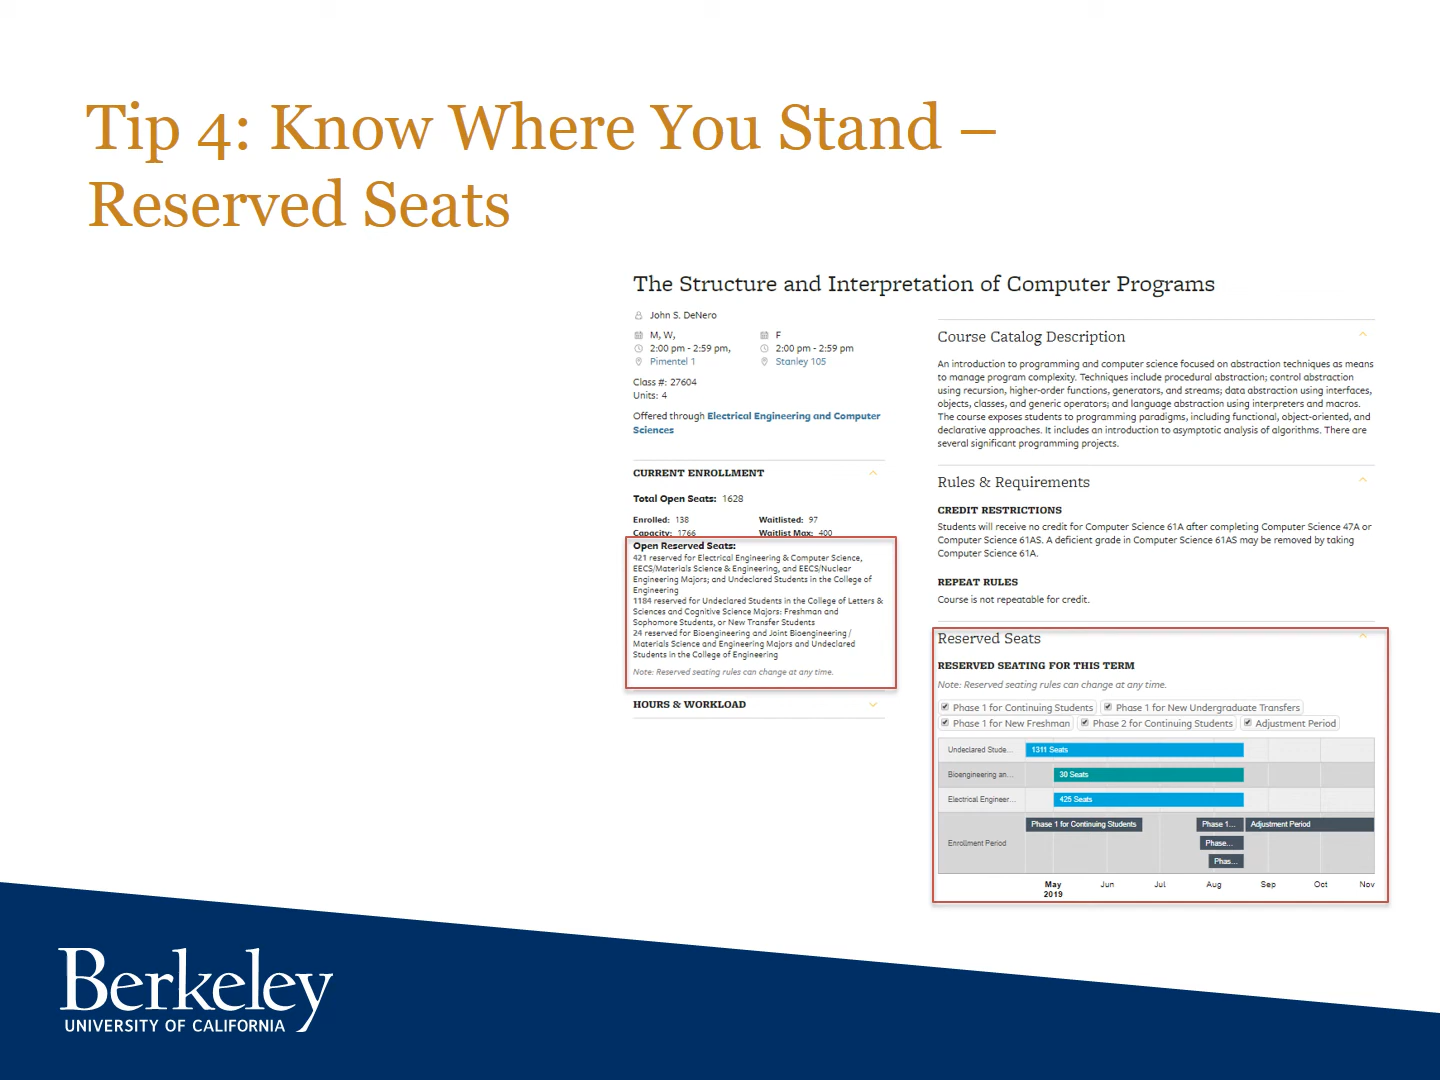 Tip 4: Know Where You Stand –
Reserved Seats
The Structure and Interpretation of Computer Programs
John S. DeNero
M, W,
2:00 pm - 2:59 pm,
Pimentel 1
F
2:00 pm - 2:59 pm
Stanley 105
Class #: 27604
Units: 4
Offered through Electrical Engineering and Computer
Sciences
CURRENT ENROLLMENT
Total Open Seats: 1628
Enrolled: 138 Waitlisted: 97
Capacity: 1766 Waitlist Max: 400
Open Reserved Seats:
421 reserved for Electrical Engineering & Computer Science,
EECS/Materials Science & Engineering, and EECS/Nuclear
Engineering Majors; and Undeclared Students in the College of
Engineering
1184 reserved for Undeclared Students in the College of Letters &
Sciences and Cognitive Science Majors: Freshman and
Sophomore Students, or New Transfer Students
24 reserved for Bioengineering and Joint Bioengineering /
Materials Science and Engineering Majors and Undeclared
Students in the College of Engineering
Note: Reserved seating rules can change at any time.
HOURS & WORKLOAD
Course Catalog Description
An introduction to programming and computer science focused on abstraction techniques as means
to manage program complexity. Techniques include procedural abstraction; control abstraction
using recursion, higher-order functions, generators, and streams; data abstraction using interfaces,
objects, classes, and generic operators; and language abstraction using interpreters and macros.
The course exposes students to programming paradigms, including functional, object-oriented, and
declarative approaches. It includes an introduction to asymptotic analysis of algorithms. There are
several significant programming projects.
Rules & Requirements
CREDIT RESTRICTIONS
Students will receive no credit for Computer Science 61A after completing Computer Science 47A or
Computer Science 61AS. A deficient grade in Computer Science 61AS may be removed by taking
Computer Science 61A.
REPEAT RULES
Course is not repeatable for credit.
Reserved Seats
RESERVED SEATING FOR THIS TERM
Note: Reserved seating rules can change at any time.
Phase 1 for Continuing Students Phase 1 for New Undergraduate Transfers
Phase 1 for New Freshman Phase 2 for Continuing Students Adjustment Period
Undeclared Stude... 1311 Seats
Bioengineering an... 30 Seats
Electrical Engineer... 425 Seats
Phase 1 for Continuing Students Phase 1... Adjustment Period
Enrollment Period Phase...
Phas...
May Jun Jul Aug Sep Oct Nov
2019
Berkeley
UNIVERSITY OF CALIFORNIA